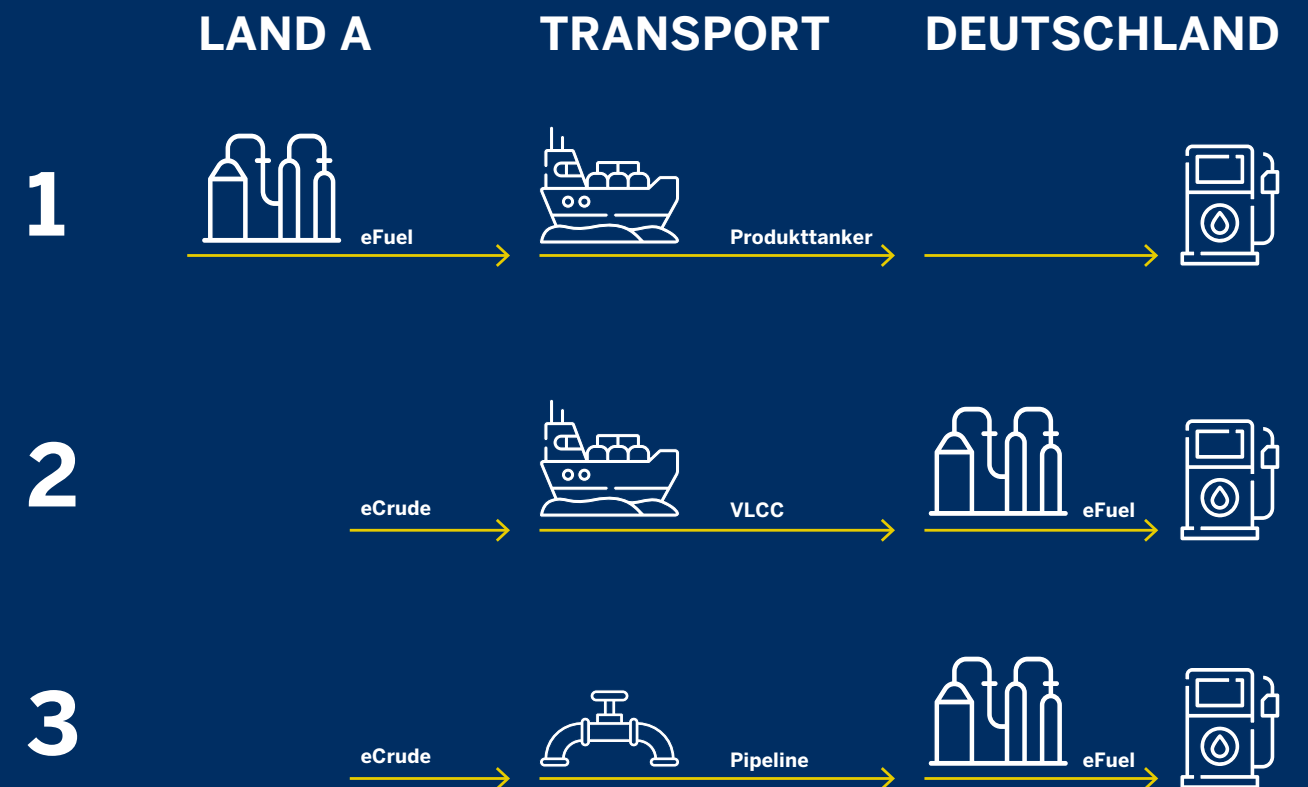 LAND A
TRANSPORT
DEUTSCHLAND
1
eFuel
Produkttanker
2
eCrude
VLCC
eFuel
3
eCrude
Pipeline
eFuel